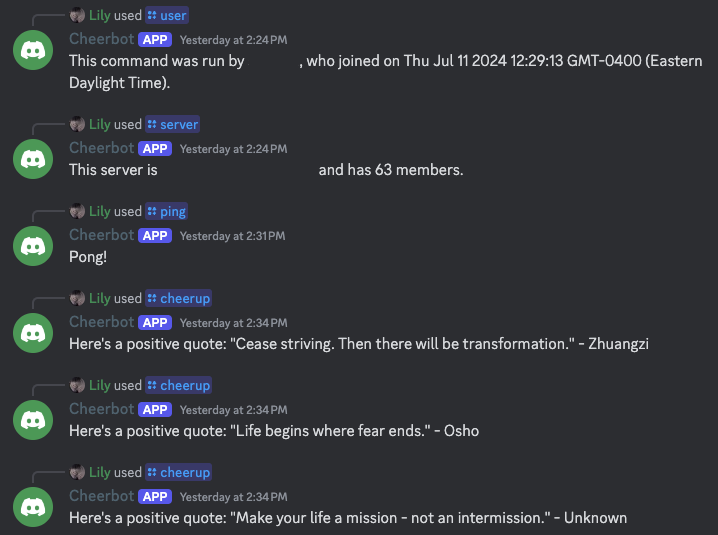 Lily used user
Cheerbot APP Yesterday at 2:24 PM
This command was run by , who joined on Thu Jul 11 2024 12:29:13 GMT-0400 (Eastern
Daylight Time).
Lily used server
Cheerbot APP Yesterday at 2:24 PM
This server is and has 63 members.
Lily used ping
Cheerbot APP Yesterday at 2:31 PM
Pong!
Lily used cheerup
Cheerbot APP Yesterday at 2:34 PM
Here's a positive quote: "Cease striving. Then there will be transformation." - Zhuangzi
Lily used cheerup
Cheerbot APP Yesterday at 2:34 PM
Here's a positive quote: "Life begins where fear ends." - Osho
Lily used cheerup
Cheerbot APP Yesterday at 2:34 PM
Here's a positive quote: "Make your life a mission - not an intermission." - Unknown